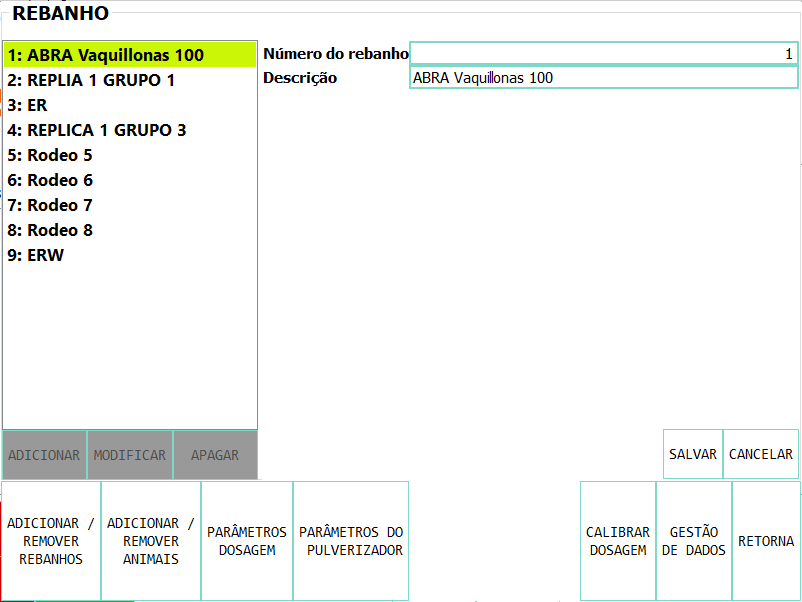 REBANHO
1: ABRA Vaquillonas 100
2: REPLIA 1 GRUPO 1
3: ER
4: REPLICA 1 GRUPO 3
5: Rodeo 5
6: Rodeo 6
7: Rodeo 7
8: Rodeo 8
9: ERW
Número do rebanho 1
Descrição ABRA Vaquillonas 100
ADICIONAR MODIFICAR APAGAR
SALVAR CANCELAR
ADICIONAR /
REMOVER
REBANHOS
ADICIONAR /
REMOVER
ANIMAIS
PARÂMETROS
DOSAGEM
PARÂMETROS DO
PULVERIZADOR
CALIBRAR
DOSAGEM
GESTÃO
DE DADOS
RETORNA